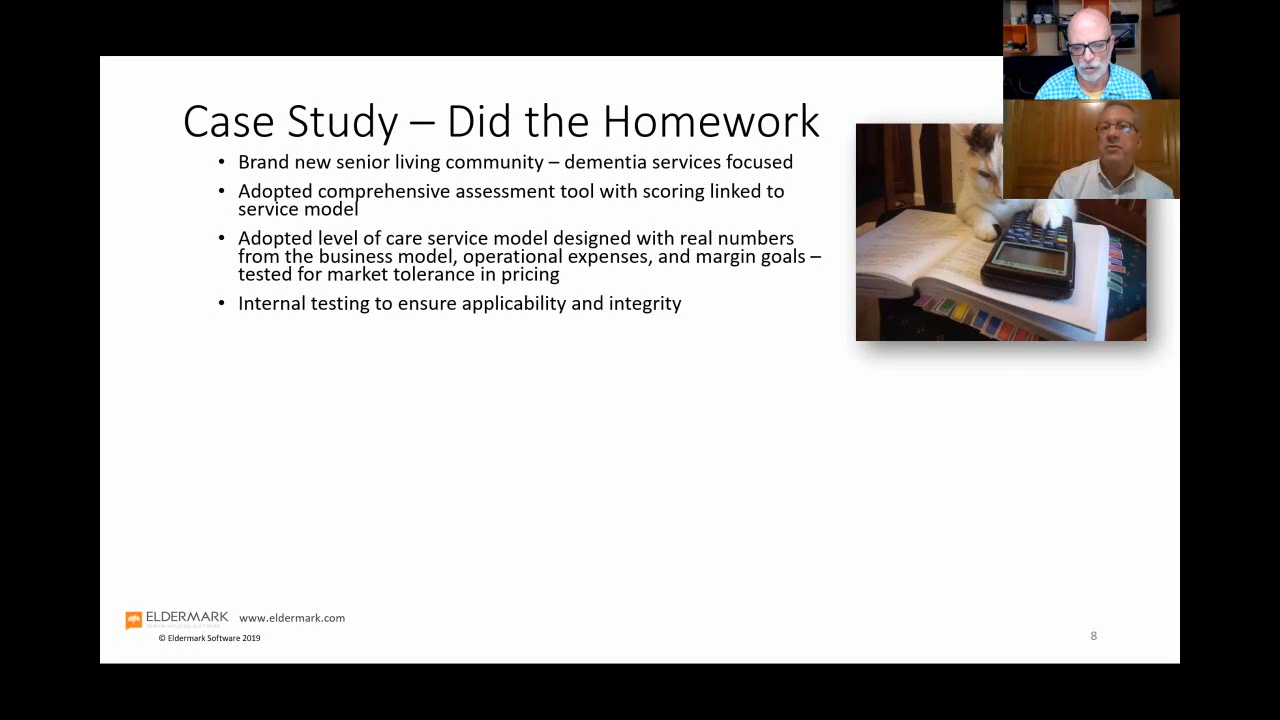 Case Study – Did the Homework
• Brand new senior living community – dementia services focused
• Adopted comprehensive assessment tool with scoring linked to
service model
• Adopted level of care service model designed with real numbers
from the business model, operational expenses, and margin goals –
tested for market tolerance in pricing
• Internal testing to ensure applicability and integrity
ELDERMARK
SENIOR HOUSING SOFTWARE
www.eldermark.com
© Eldermark Software 2019
8